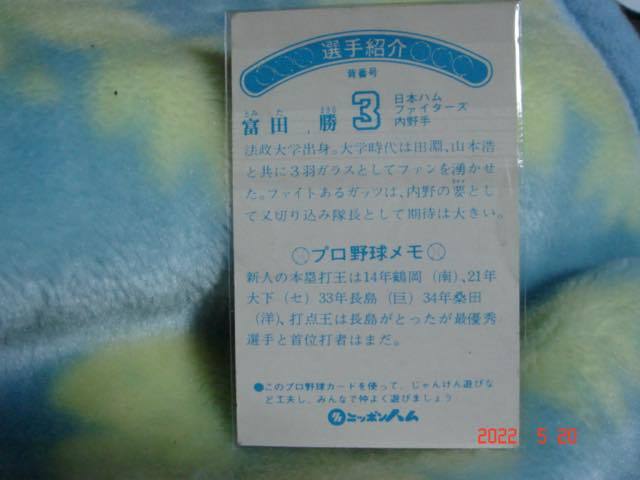 選手紹介
背番号
とみ た まさる
富田 勝 3 日本ハム
ファイターズ
内野手
法政大学出身。大学時代は田淵、山本浩
と共に3羽ガラスとしてファンを湧かせ
た。ファイトあるガッツは、内野の要とし
て又切り込み隊長として期待は大きい。
プロ野球メモ
新人の本塁打王は14年鶴岡(南)、21年
大下(セ)33年長島(巨)34年桑田
(洋)、打点王は長島がとったが最優秀
選手と首位打者はまだ。
●このプロ野球カードを使って、じゃんけん遊びな
ど工夫し、みんなで仲よく遊びましょう
ニッポンハム
2022 5 20